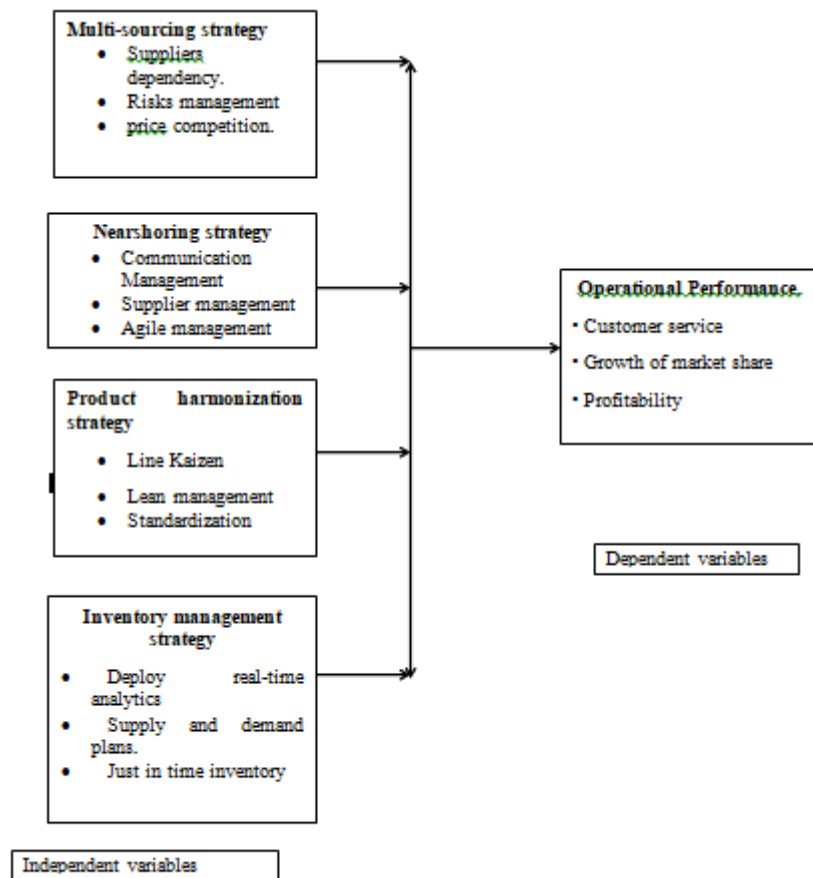 Multi-sourcing strategy
• Suppliers
dependency.
• Risks management
• price competition.
Nearshoring strategy
• Communication
Management
• Supplier management
• Agile management
Product harmonization
strategy
• Line Kaizen
• Lean management
• Standardization
Inventory management
strategy
• Deploy real-time
analytics
• Supply and demand
plans.
• Just in time inventory
Independent variables
Operational Performance.
• Customer service
• Growth of market share
• Profitability
Dependent variables